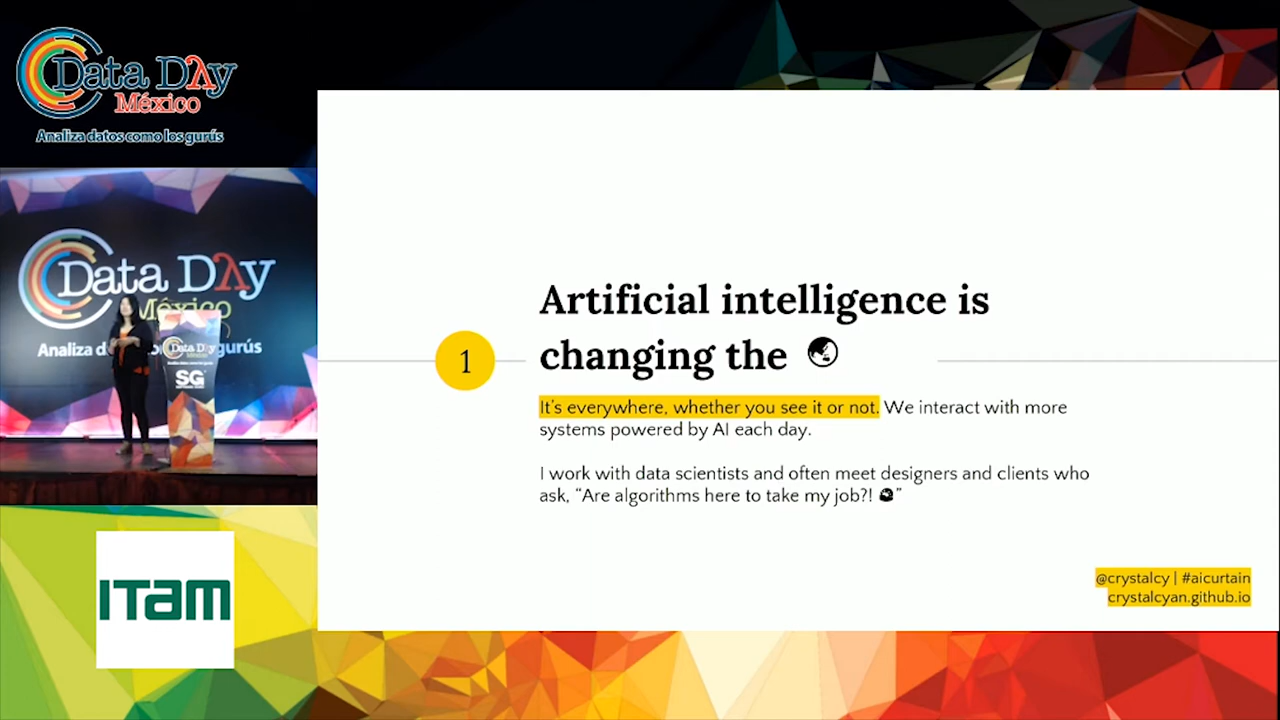 Data Day
México
Analiza datos como los gurús
Data Day
México
Analiza d
gurús
Data Day
México
SG
ITAM
1
Artificial intelligence is
changing the
It's everywhere, whether you see it or not. We interact with more
systems powered by AI each day.
I work with data scientists and often meet designers and clients who
ask, “Are algorithms here to take my job?! ”
@crystalcy | #aicurtain
crystalcyan.github.io